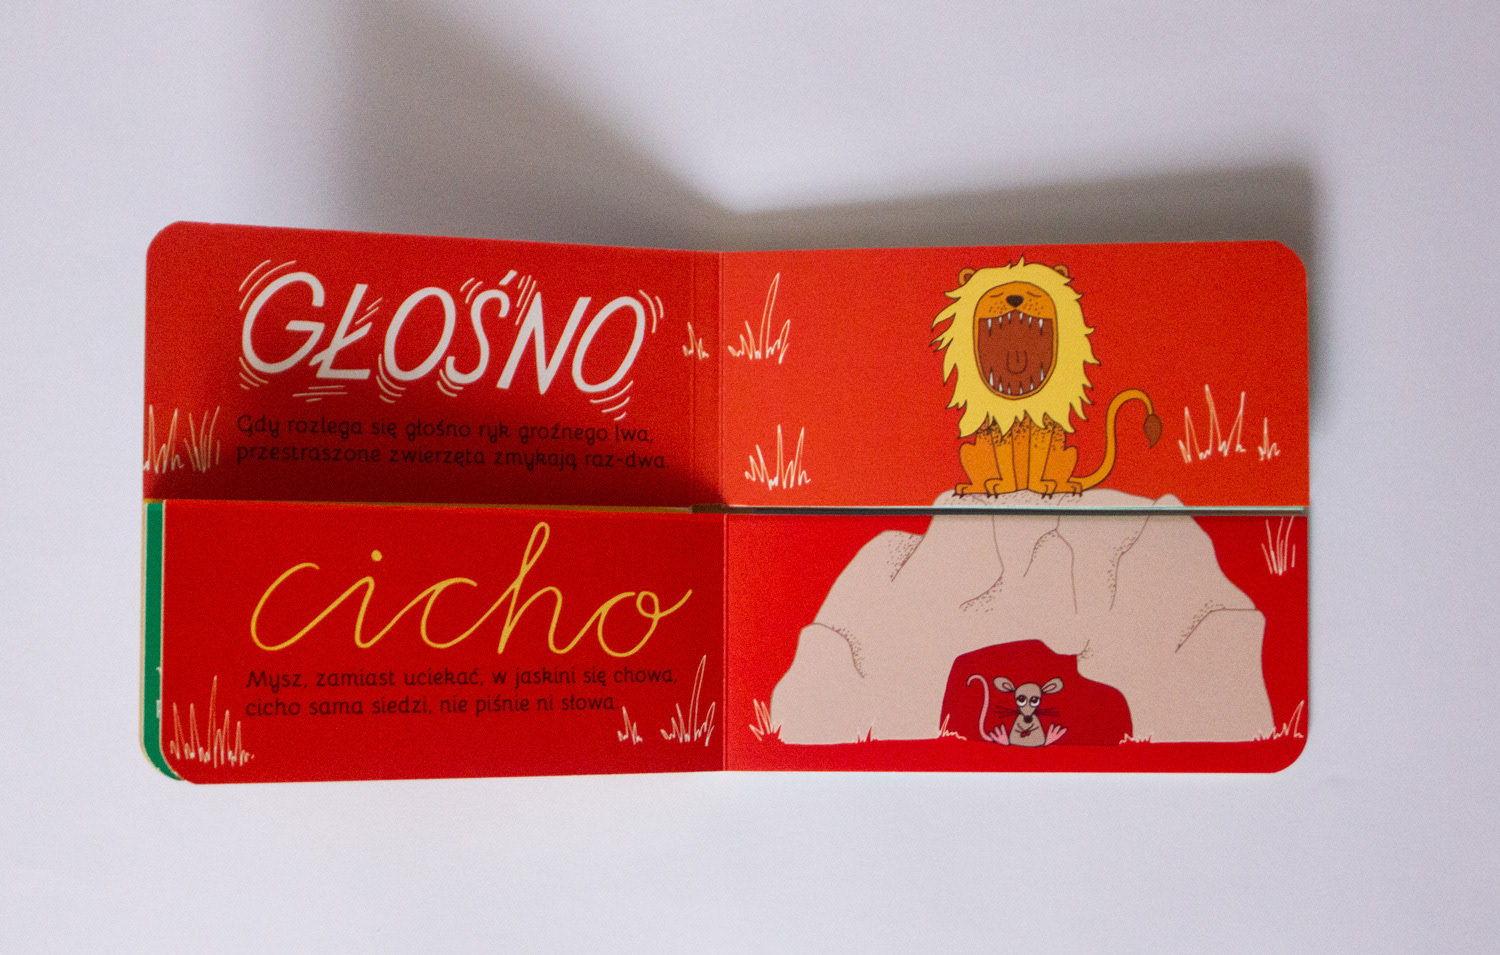 GŁOŚNO
Gdy rozlega się głośno ryk groźnego lwa,
przestraszone zwierzęta zmykają raz-dwa.
cicho
Mysz, zamiast uciekać, w jaskini się chowa,
cicho sama siedzi, nie piśnie ni słowa.